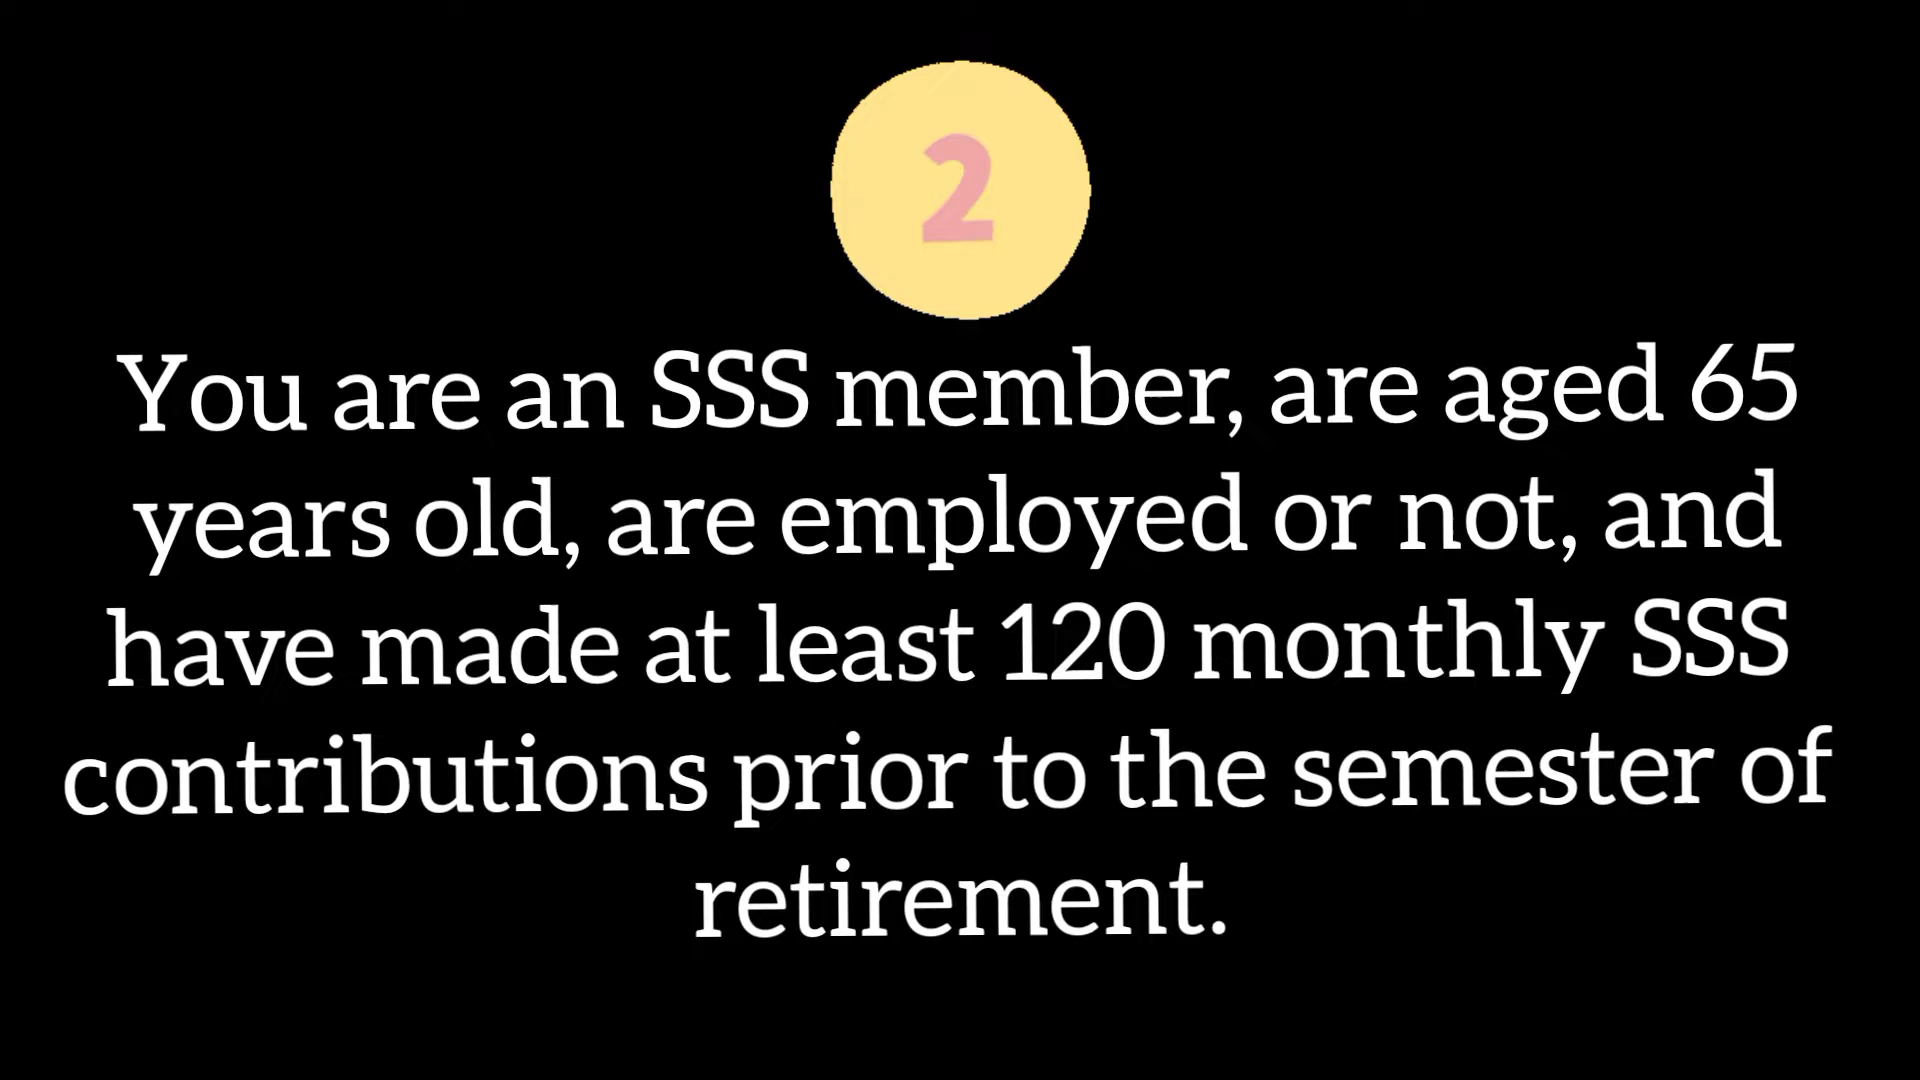 2
You are an SSS member, are aged 65
years old, are employed or not, and
have made at least 120 monthly SSS
contributions prior to the semester of
retirement.